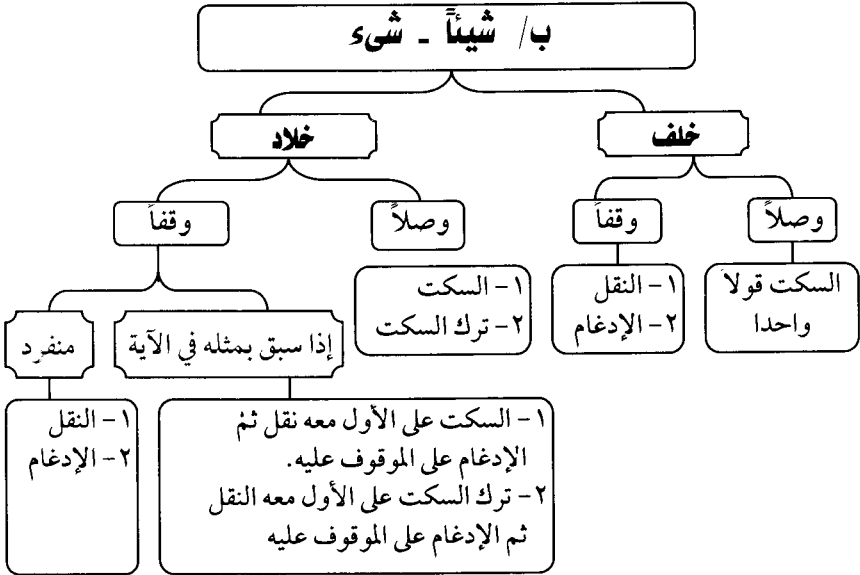 ب/ شيئاً ـ شىء
خلف
خلاد
وصلاً
وقفاً
وصلاً
وقفاً
السكت قولاً
واحدا
١- النقل
٢- الإدغام
١- السكت
٢- ترك السكت
إذا سبق بمثله في الآية
منفرد
١- السكت على الأول معه نقل ثمْ
الإدغام على الموقوف عليه.
٢- ترك السكت على الأول معه النقل
ثم الإدغام على الموقوف عليه
١- النقل
٢- الإدغام